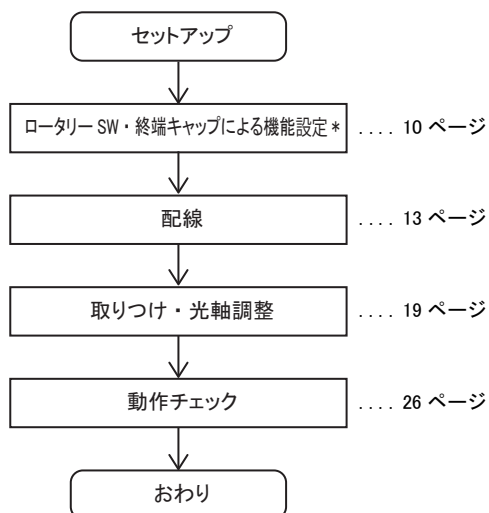 セットアップ
ロータリー SW・終端キャップによる機能設定* .... 10 ページ
配線 .... 13 ページ
取りつけ・光軸調整 .... 19 ページ
動作チェック .... 26 ページ
おわり